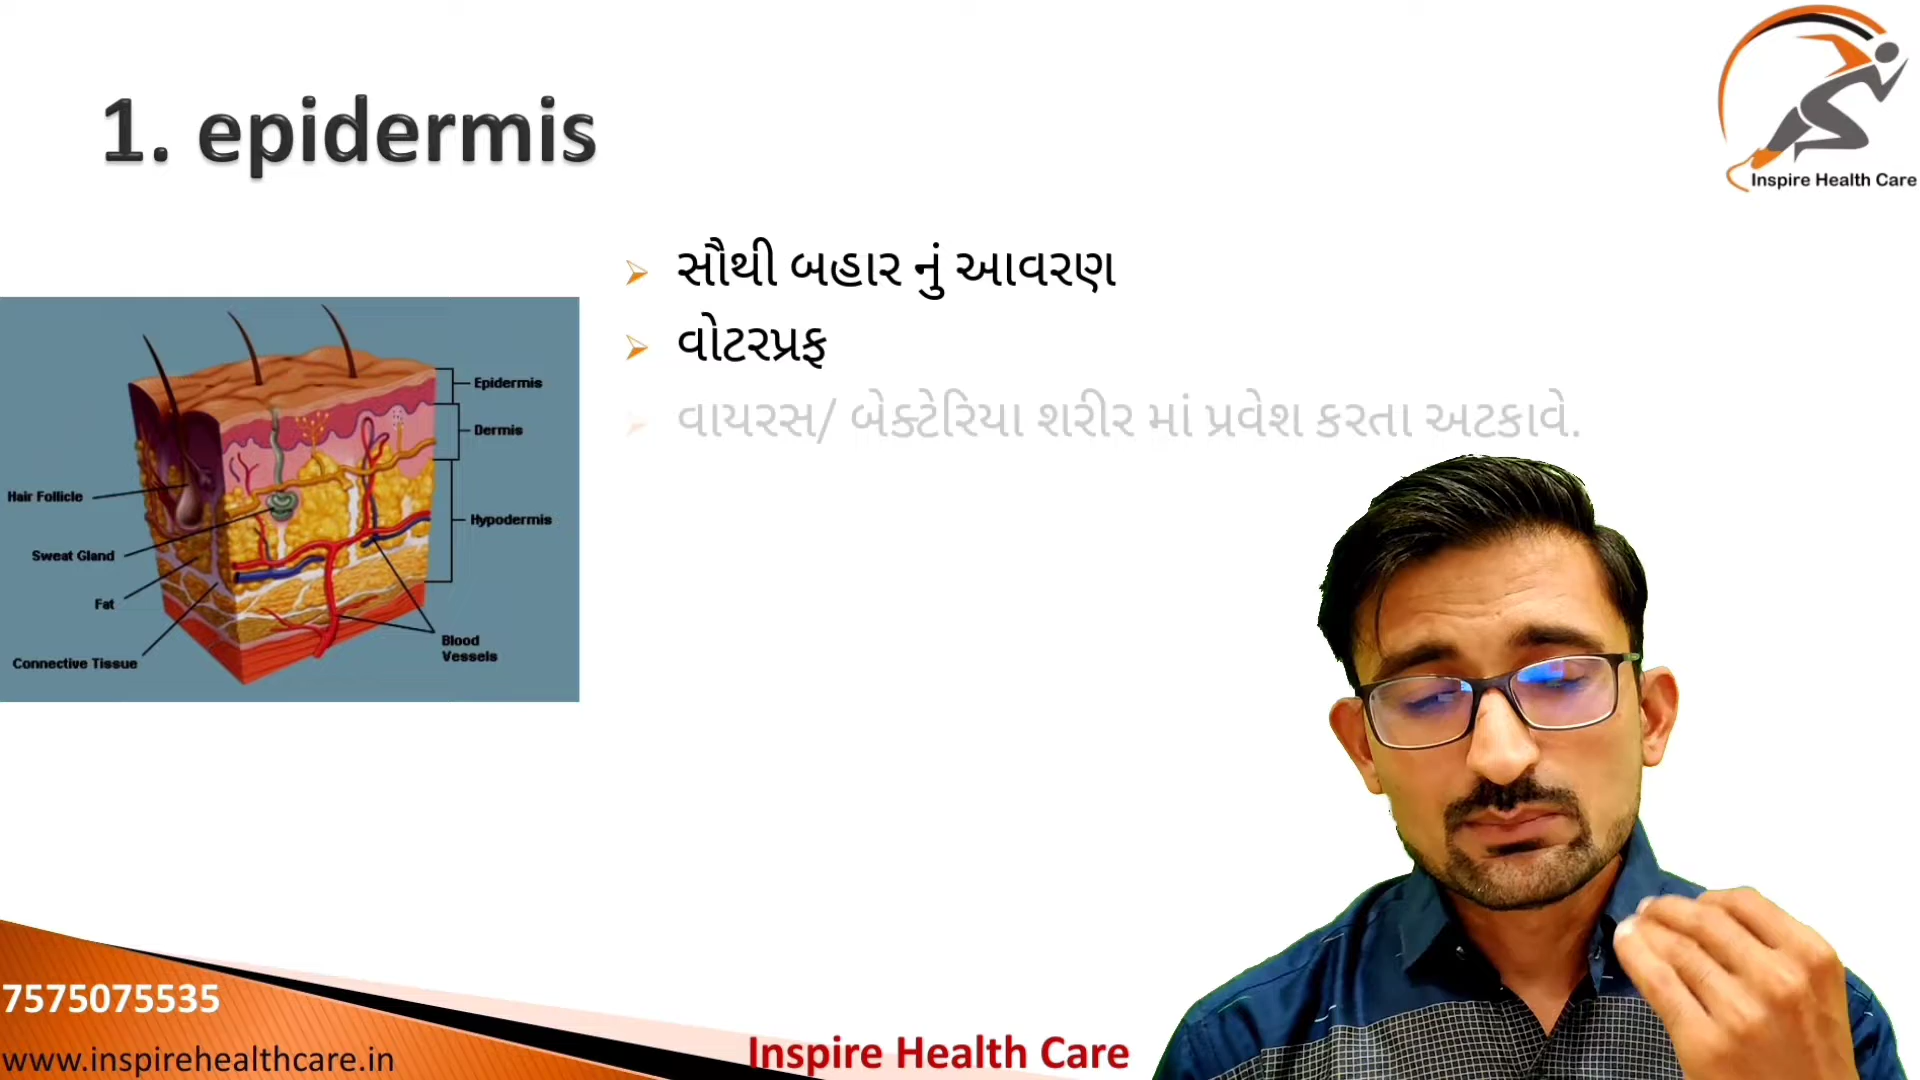 1. epidermis
Inspire Health Care
સૌથી બહાર નું આવરણ
વોટરપ્રફ
વાયરસ/ બેક્ટેરિયા શરીર માં પ્રવેશ કરતા અટકાવે.
Epidermis
Dermis
Hair Follicle
Hypodermis
Sweat Gland
Fat
Blood
Vessels
Connective Tissue
7575075535
www.inspirehealthcare.in
Inspire Health Care